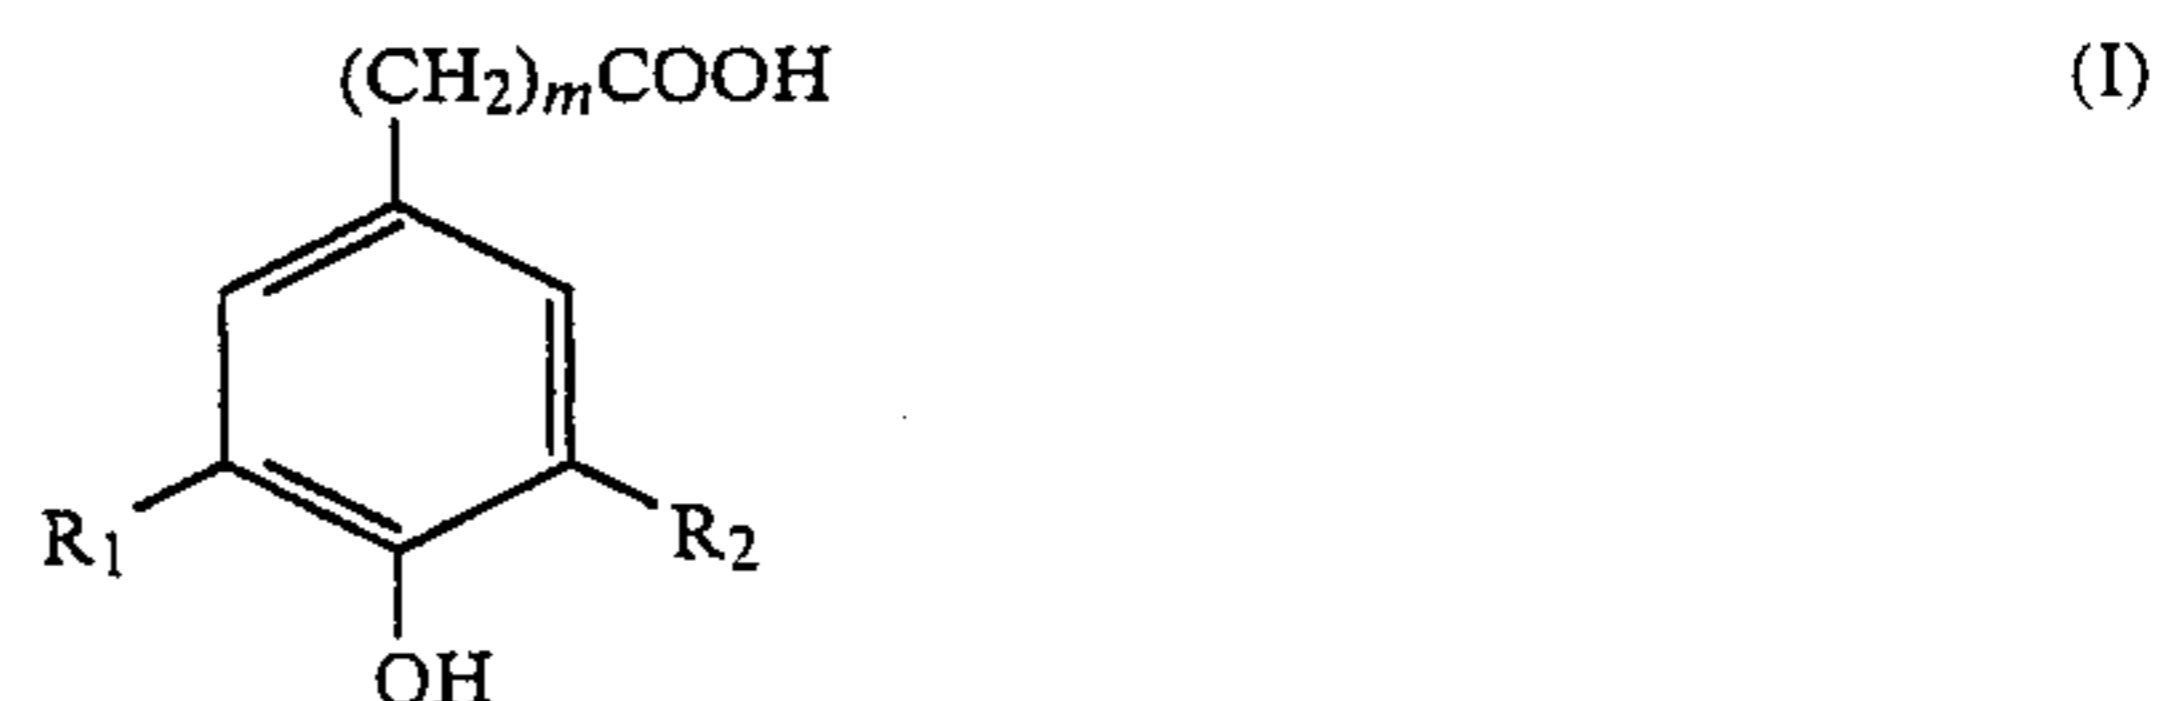 (CH₂)ₘCOOH (I)
R₁ R₂
OH